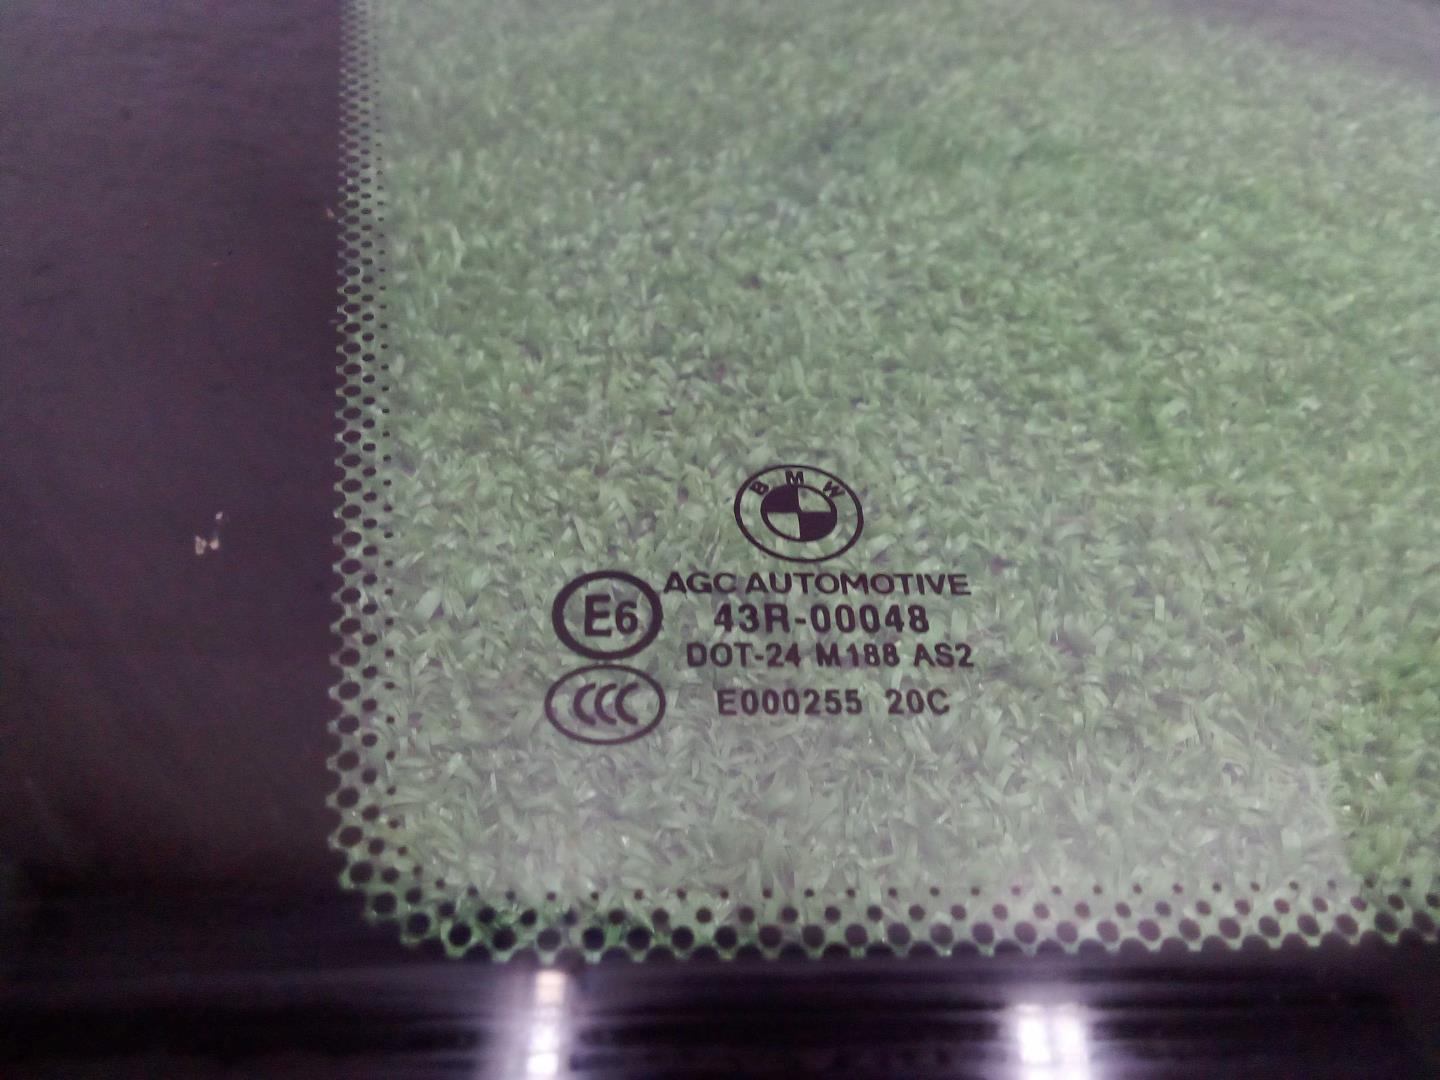 BMW
AGC AUTOMOTIVE
E6 43R-00048
DOT-24 M188 AS2
CCC E000255 20C